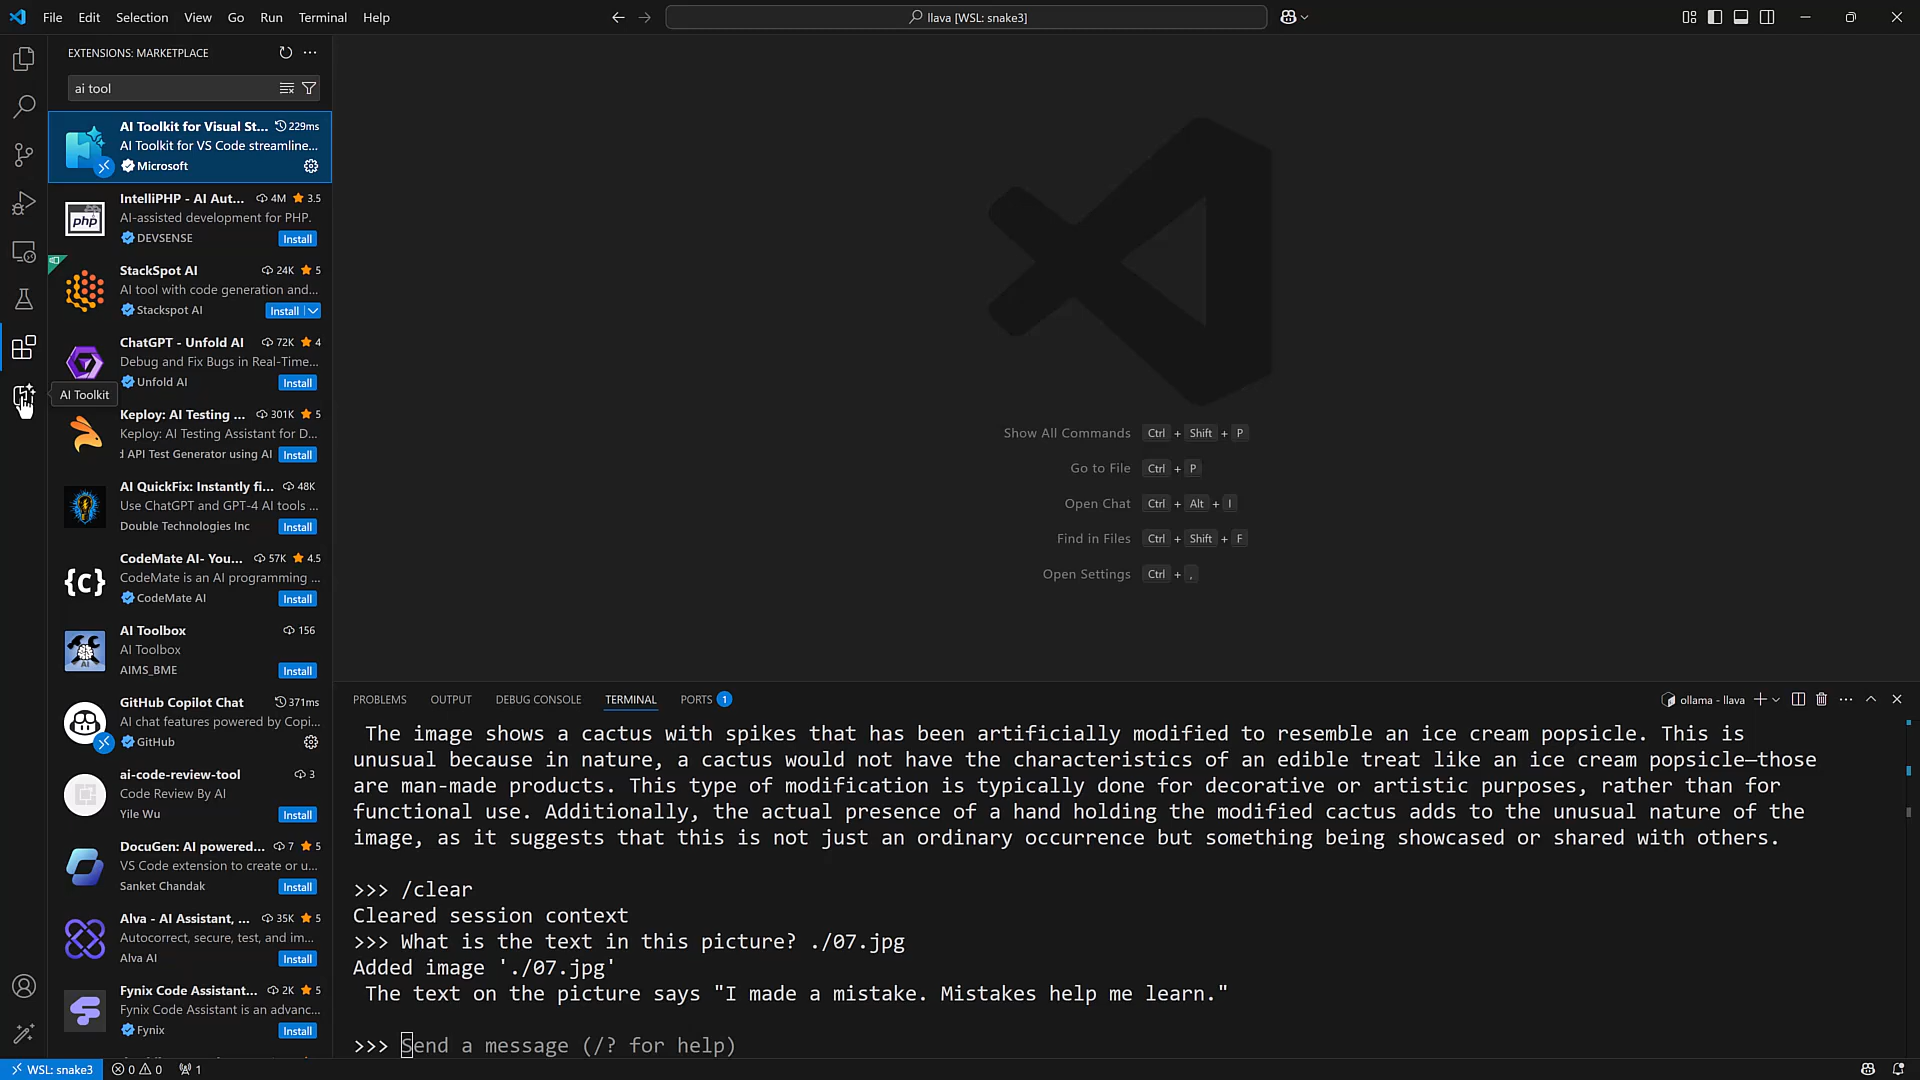 File Edit Selection View Go Run Terminal Help
llava [WSL: snake3]
EXTENSIONS: MARKETPLACE
ai tool
AI Toolkit for Visual St... 229ms
AI Toolkit for VS Code streamline...
Microsoft
IntelliPHP - AI Aut... 4M 3.5
AI-assisted development for PHP.
DEVSENSE Install
php
StackSpot AI 24K 5
AI tool with code generation and...
Stackspot AI Install
ChatGPT - Unfold AI 72K 4
Debug and Fix Bugs in Real-Time...
Unfold AI Install
AI Toolkit
Keploy: AI Testing ... 301K 5
Keploy: AI Testing Assistant for D...
d API Test Generator using AI Install
AI QuickFix: Instantly fi... 48K
Use ChatGPT and GPT-4 AI tools ...
Double Technologies Inc Install
CodeMate AI- You... 57K 4.5
CodeMate is an AI programming ...
{c} CodeMate AI Install
AI Toolbox 156
AI Toolbox
AI
AIMS_BME Install
GitHub Copilot Chat 371ms
AI chat features powered by Copi...
GitHub
ai-code-review-tool 3
Code Review By AI
Yile Wu Install
DocuGen: AI powered... 7 5
VS Code extension to create or u...
Sanket Chandak Install
Alva - AI Assistant, ... 35K 5
Autocorrect, secure, test, and im...
Alva AI Install
Fynix Code Assistant... 2K 5
Fynix Code Assistant is an advanc...
Fynix Install
Show All Commands Ctrl + Shift + P
Go to File Ctrl + P
Open Chat Ctrl + Alt + I
Find in Files Ctrl + Shift + F
Open Settings Ctrl + ,
PROBLEMS OUTPUT DEBUG CONSOLE TERMINAL PORTS 1
ollama - llava
The image shows a cactus with spikes that has been artificially modified to resemble an ice cream popsicle. This is
unusual because in nature, a cactus would not have the characteristics of an edible treat like an ice cream popsicle—those
are man-made products. This type of modification is typically done for decorative or artistic purposes, rather than for
functional use. Additionally, the actual presence of a hand holding the modified cactus adds to the unusual nature of the
image, as it suggests that this is not just an ordinary occurrence but something being showcased or shared with others.
>>> /clear
Cleared session context
>>> What is the text in this picture? ./07.jpg
Added image './07.jpg'
The text on the picture says "I made a mistake. Mistakes help me learn."
>>> Send a message (/? for help)
WSL: snake3 0 0 1